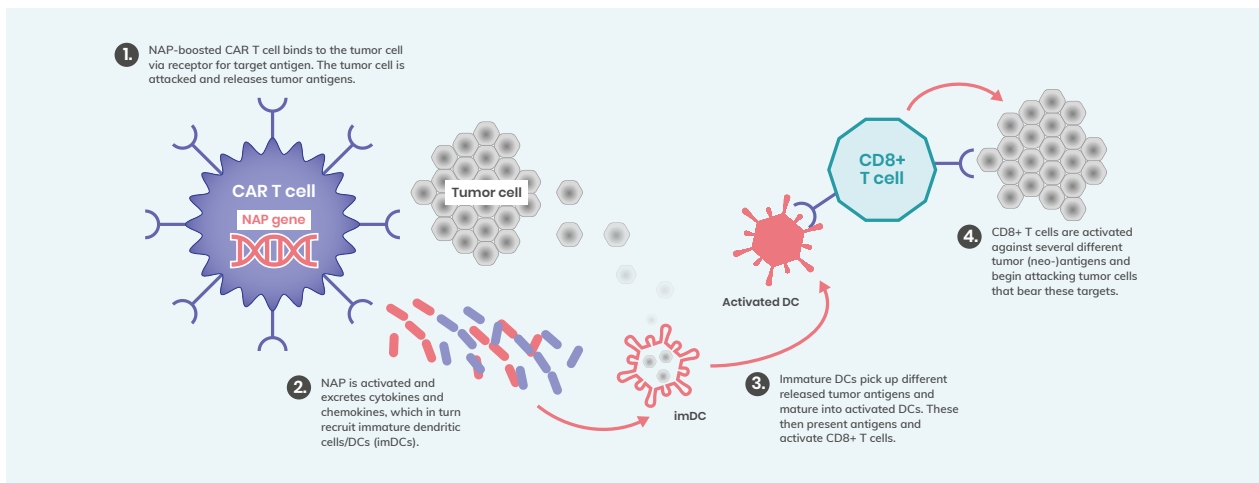 1.
NAP-boosted CAR T cell binds to the tumor cell
via receptor for target antigen. The tumor cell is
attacked and releases tumor antigens.
CAR T cell
NAP gene
Tumor cell
2.
NAP is activated and
excretes cytokines and
chemokines, which in turn
recruit immature dendritic
cells/DCs (imDCs).
imDC
3.
Immature DCs pick up different
released tumor antigens and
mature into activated DCs. These
then present antigens and
activate CD8+ T cells.
Activated DC
CD8+
T cell
4.
CD8+ T cells are activated
against several different
tumor (neo-)antigens and
begin attacking tumor cells
that bear these targets.